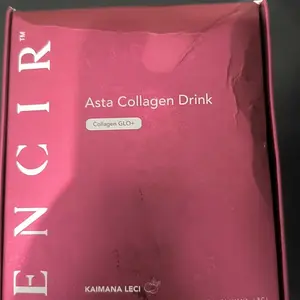 ENCIR™
Asta Collagen Drink
Collagen GLO+
KAIMANA LECI